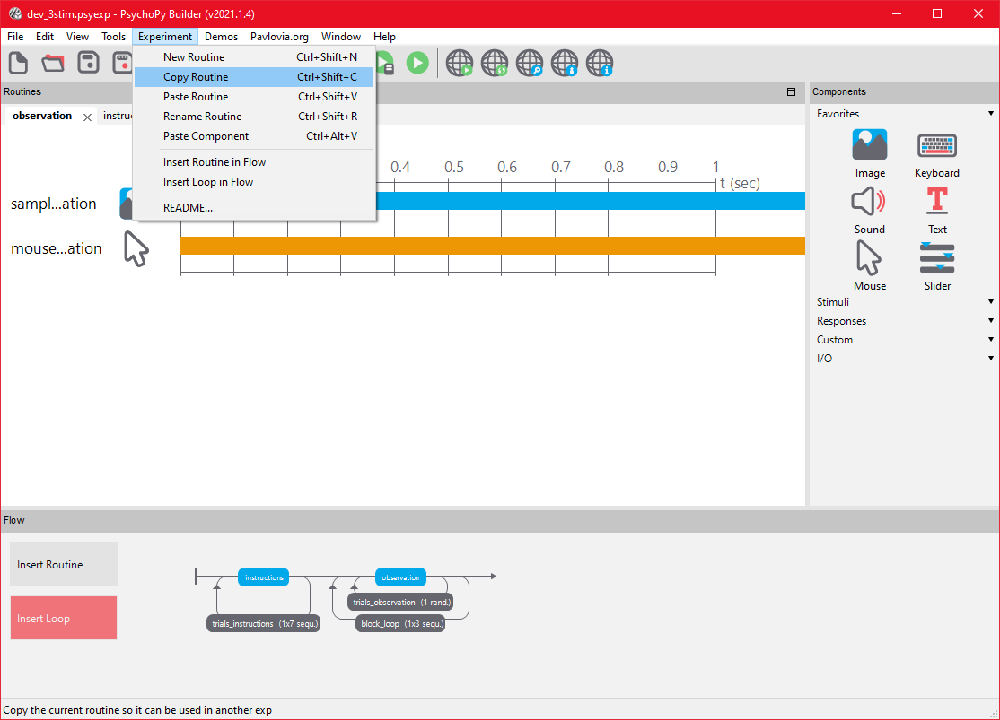 dev_3stim.psyexp - PsychoPy Builder (v2021.1.4)
File Edit View Tools Experiment Demos Pavlovia.org Window Help
New Routine Ctrl+Shift+N
Copy Routine Ctrl+Shift+C
Paste Routine Ctrl+Shift+V
Rename Routine Ctrl+Shift+R
Paste Component Ctrl+Alt+V
Insert Routine in Flow
Insert Loop in Flow
README...
Routines
observation instruc
0.4 0.5 0.6 0.7 0.8 0.9 1
t (sec)
sampl...ation
mouse...ation
Components
Favorites
Image Keyboard
Sound Text
Mouse Slider
Stimuli
Responses
Custom
I/O
Flow
Insert Routine
Insert Loop
instructions observation
trials_observation (1 rand.)
trials_instructions (1x7 sequ.) block_loop (1x3 sequ.)
Copy the current routine so it can be used in another exp